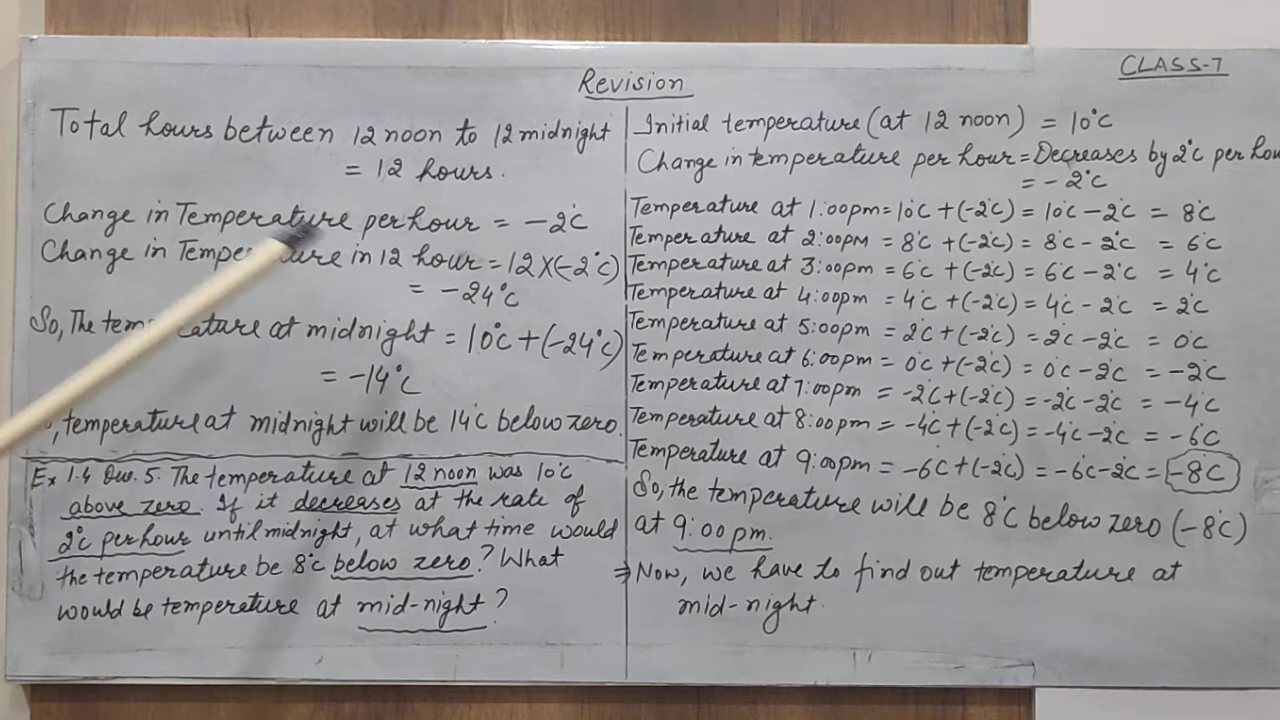 Revision
CLASS-7
Total hours between 12 noon to 12 midnight
= 12 hours.
Change in Temperature per hour = -2°C
Change in Temperature in 12 hour = 12 X (-2°C)
= -24°C
So, The temperature at midnight = 10°C + (-24°C)
= -14°C
, temperature at midnight will be 14°C below zero.
Ex 1.4 Que. 5. The temperature at 12 noon was 10°C
above zero. If it decreases at the rate of
2°C per hour until midnight, at what time would
the temperature be 8°C below zero? What
would be temperature at mid-night?
Initial temperature (at 12 noon) = 10°C
Change in temperature per hour = Decreases by 2°C per hou
= -2°C
Temperature at 1:00pm = 10°C + (-2°C) = 10°C - 2°C = 8°C
Temperature at 2:00pm = 8°C + (-2°C) = 8°C - 2°C = 6°C
Temperature at 3:00pm = 6°C + (-2°C) = 6°C - 2°C = 4°C
Temperature at 4:00pm = 4°C + (-2°C) = 4°C - 2°C = 2°C
Temperature at 5:00pm = 2°C + (-2°C) = 2°C - 2°C = 0°C
Temperature at 6:00pm = 0°C + (-2°C) = 0°C - 2°C = -2°C
Temperature at 7:00pm = -2°C + (-2°C) = -2°C - 2°C = -4°C
Temperature at 8:00pm = -4°C + (-2°C) = -4°C - 2°C = -6°C
Temperature at 9:00pm = -6°C + (-2°C) = -6°C - 2°C = -8°C
So, the temperature will be 8°C below zero (-8°C)
at 9:00 pm.
⇒ Now, we have to find out temperature at
mid-night.